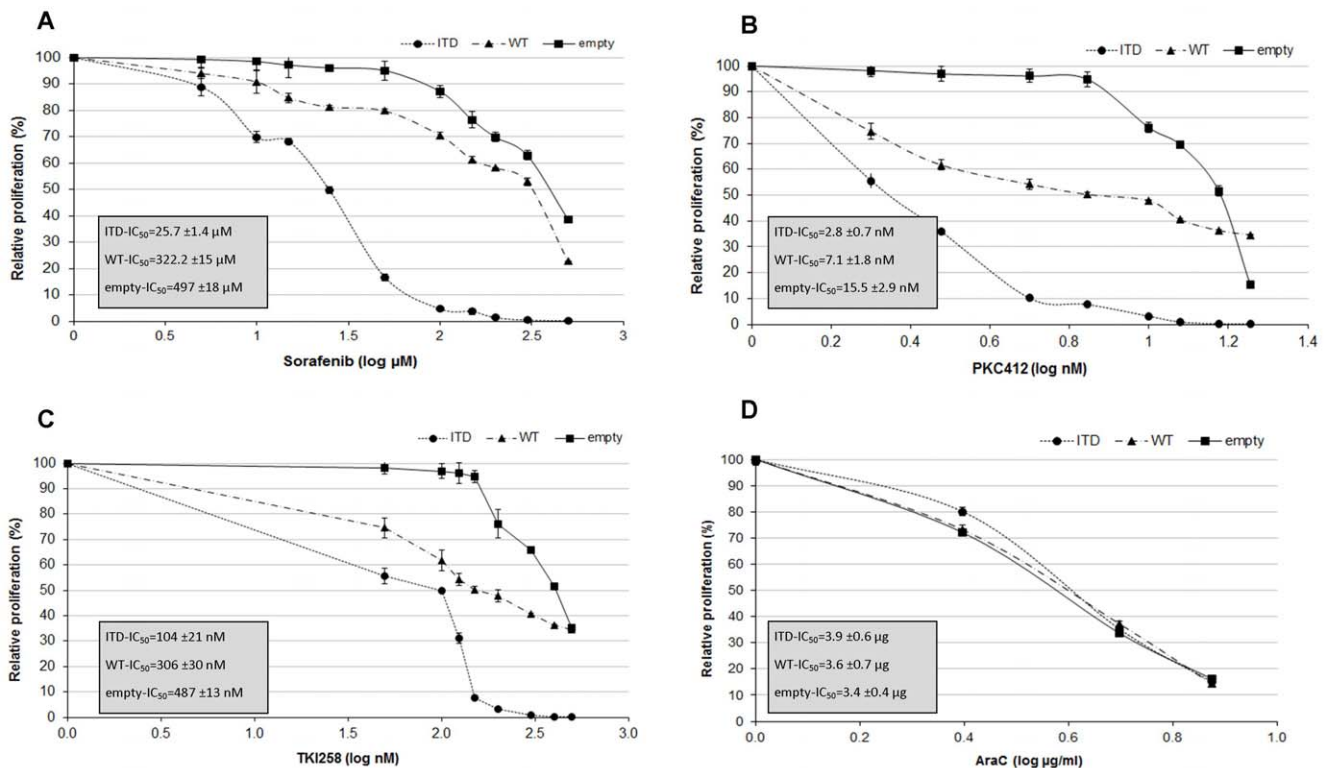 A
ITD WT empty
Relative proliferation (%)
100
90
80
70
60
50
40
30
20
10
0
ITD-IC50=25.7 ±1.4 µM
WT-IC50=322.2 ±15 µM
empty-IC50=497 ±18 µM
0 0.5 1 1.5 2 2.5 3
Sorafenib (log µM)
B
ITD WT empty
Relative proliferation (%)
100
90
80
70
60
50
40
30
20
10
0
ITD-IC50=2.8 ±0.7 nM
WT-IC50=7.1 ±1.8 nM
empty-IC50=15.5 ±2.9 nM
0 0.2 0.4 0.6 0.8 1 1.2 1.4
PKC412 (log nM)
C
ITD WT empty
Relative proliferation (%)
100
90
80
70
60
50
40
30
20
10
0
ITD-IC50=104 ±21 nM
WT-IC50=306 ±30 nM
empty-IC50=487 ±13 nM
0.0 0.5 1.0 1.5 2.0 2.5 3.0
TKI258 (log nM)
D
ITD WT empty
Relative proliferation (%)
100
90
80
70
60
50
40
30
20
10
0
ITD-IC50=3.9 ±0.6 µg
WT-IC50=3.6 ±0.7 µg
empty-IC50=3.4 ±0.4 µg
0.0 0.2 0.4 0.6 0.8 1.0
AraC (log µg/ml)